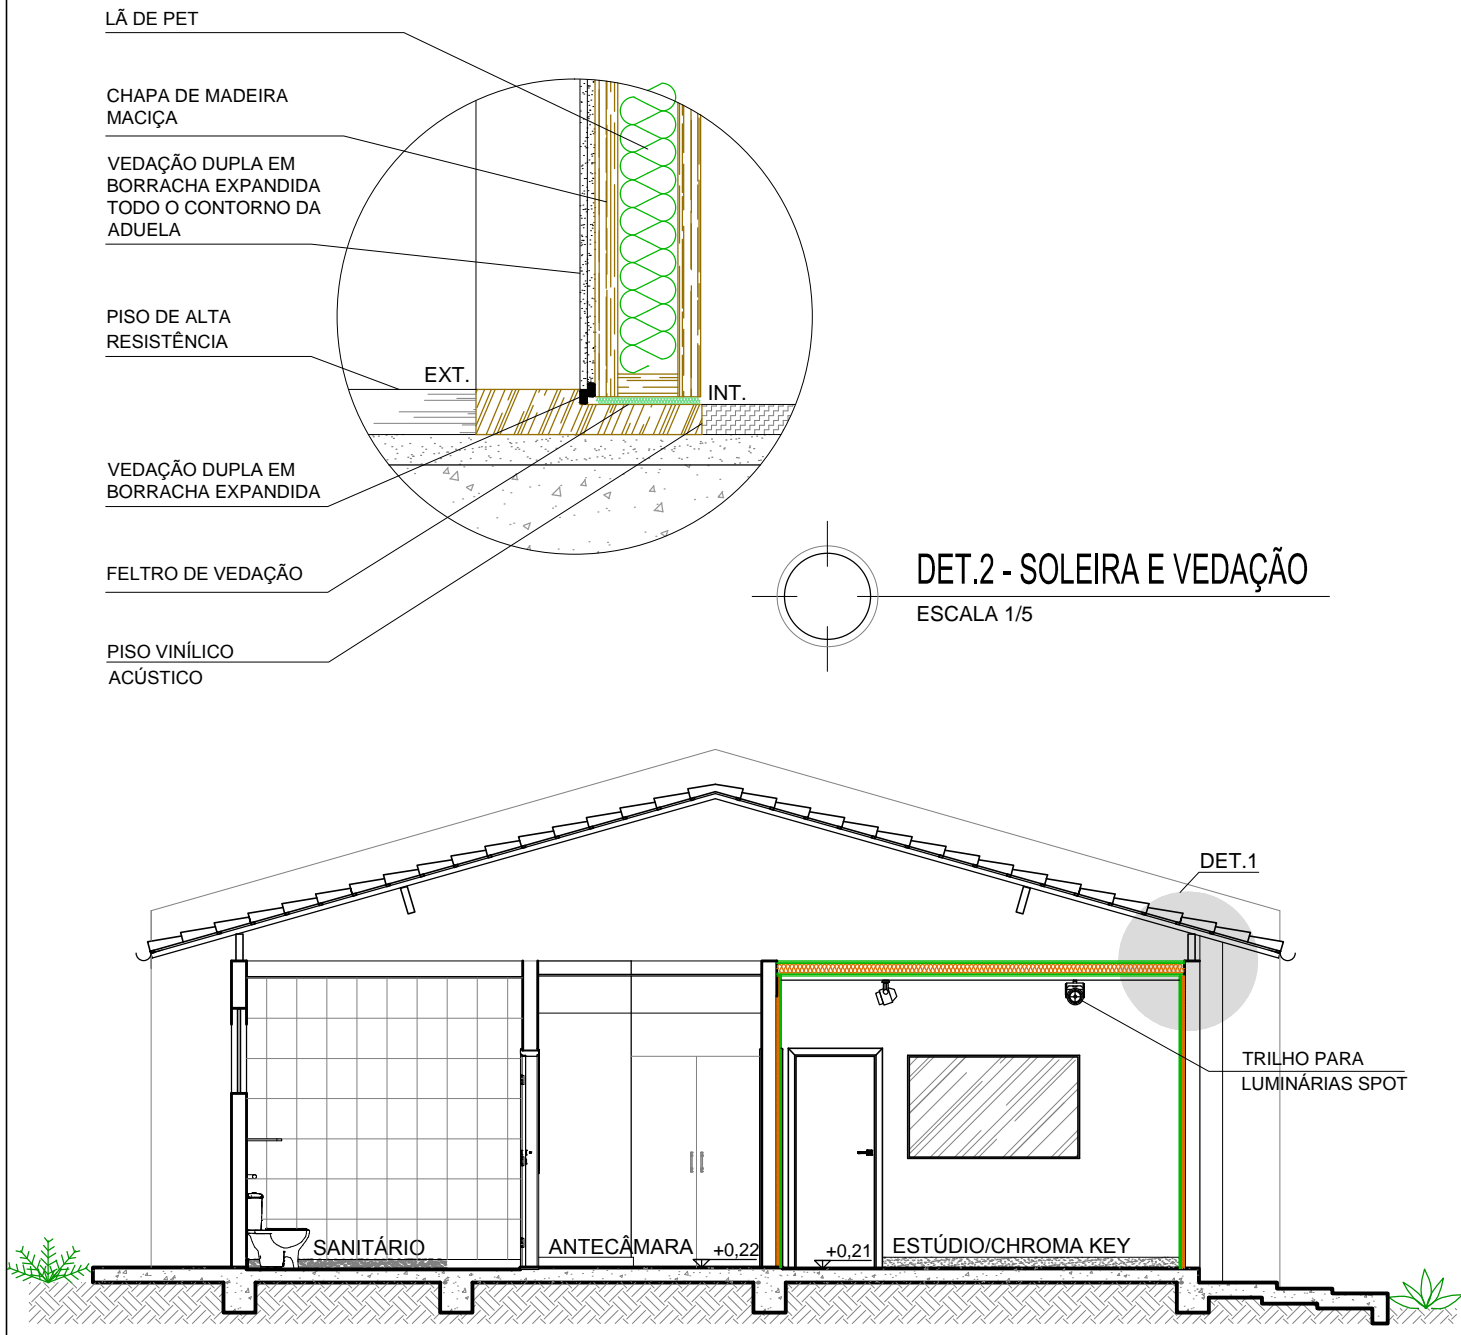 LÃ DE PET
CHAPA DE MADEIRA
MACIÇA
VEDAÇÃO DUPLA EM
BORRACHA EXPANDIDA
TODO O CONTORNO DA
ADUELA
PISO DE ALTA
RESISTÊNCIA
EXT.
INT.
VEDAÇÃO DUPLA EM
BORRACHA EXPANDIDA
FELTRO DE VEDAÇÃO
PISO VINÍLICO
ACÚSTICO
DET.2 - SOLEIRA E VEDAÇÃO
ESCALA 1/5
DET.1
TRILHO PARA
LUMINÁRIAS SPOT
SANITÁRIO
ANTECÂMARA
+0,22
+0,21
ESTÚDIO/CHROMA KEY